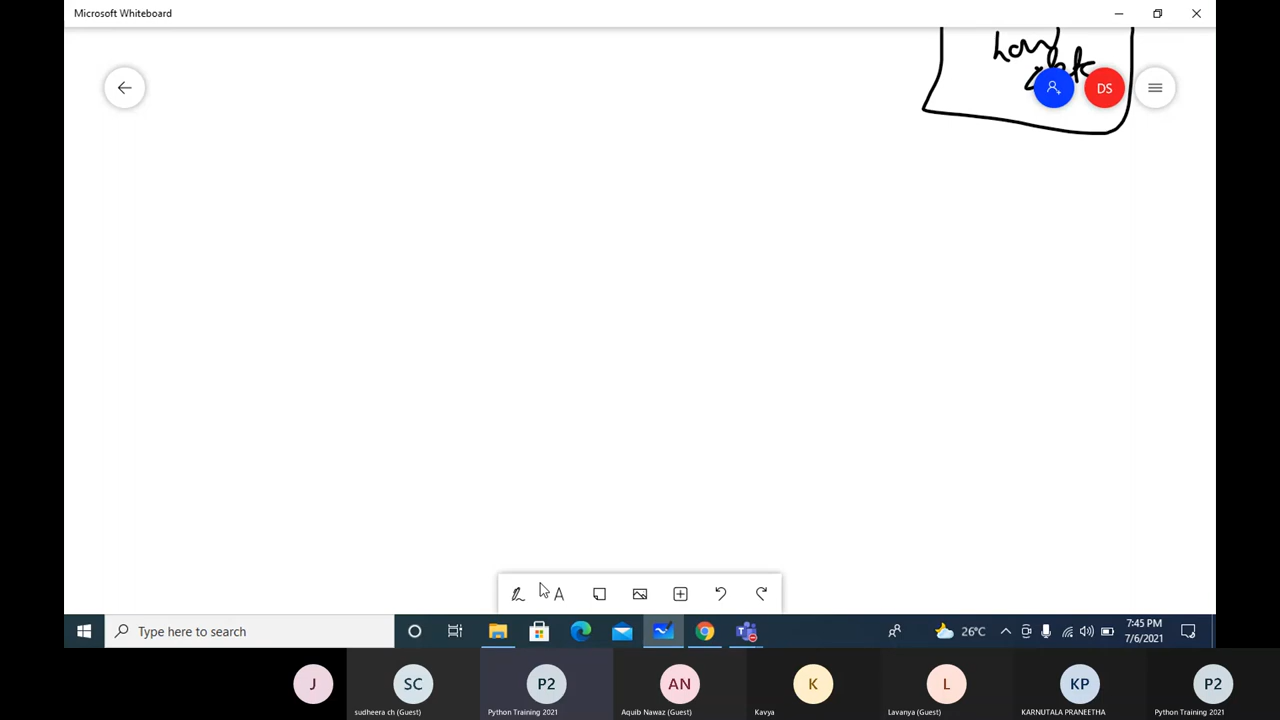 Microsoft Whiteboard
DS
A
Type here to search
26°C
7:45 PM
7/6/2021
J
SC
P2
AN
K
L
KP
P2
sudheera ch (Guest)
Python Training 2021
Aquib Nawaz (Guest)
Kavya
Lavanya (Guest)
KARNUTALA PRANEETHA
Python Training 2021